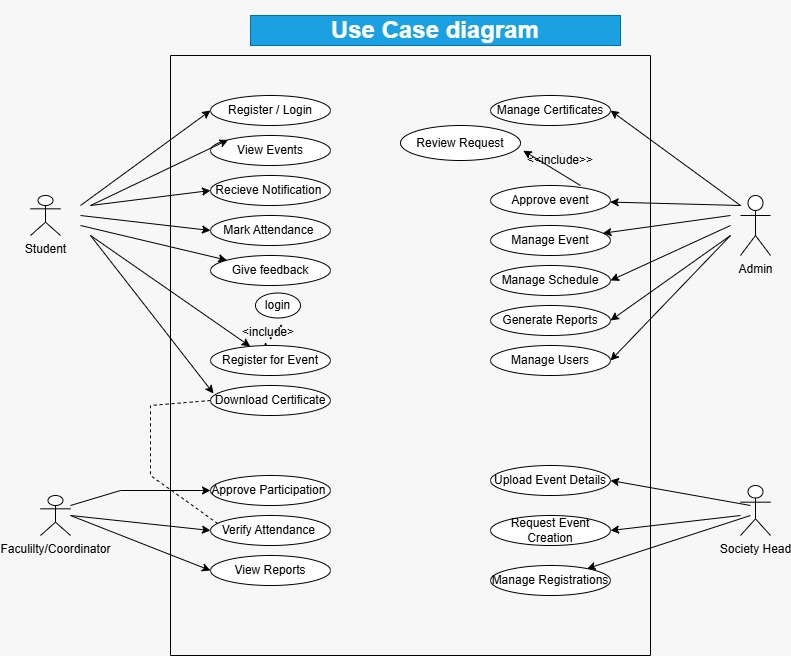 Use Case diagram
Register / Login
Manage Certificates
View Events
Review Request
<<include>>
Recieve Notification
Approve event
Mark Attendance
Manage Event
Student
Admin
Give feedback
Manage Schedule
login
Generate Reports
<include>
Register for Event
Manage Users
Download Certificate
Approve Participation
Upload Event Details
Verify Attendance
Request Event
Creation
Faculilty/Coordinator
Society Head
View Reports
Manage Registrations